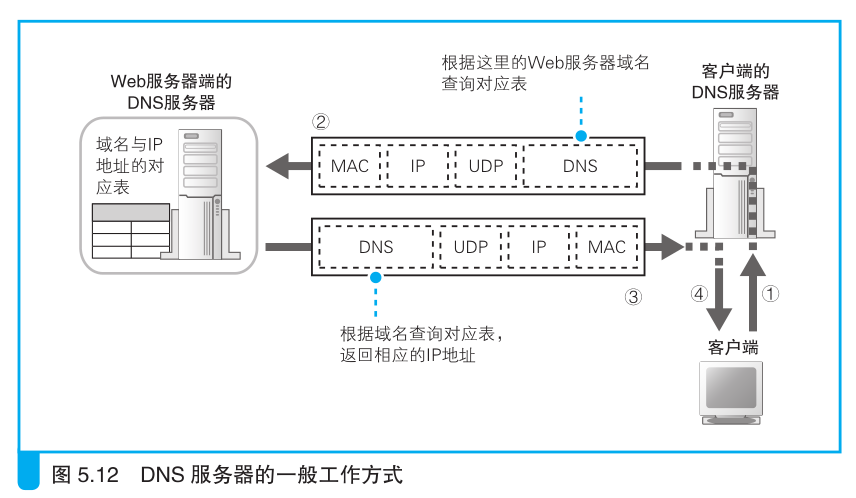 根据这里的Web服务器域名
查询对应表
客户端的
DNS服务器
Web服务器端的
DNS服务器
②
域名与IP
地址的对
应表
MAC IP UDP DNS
DNS UDP IP MAC
③
④
①
根据域名查询对应表，
返回相应的IP地址
客户端
图 5.12 DNS 服务器的一般工作方式